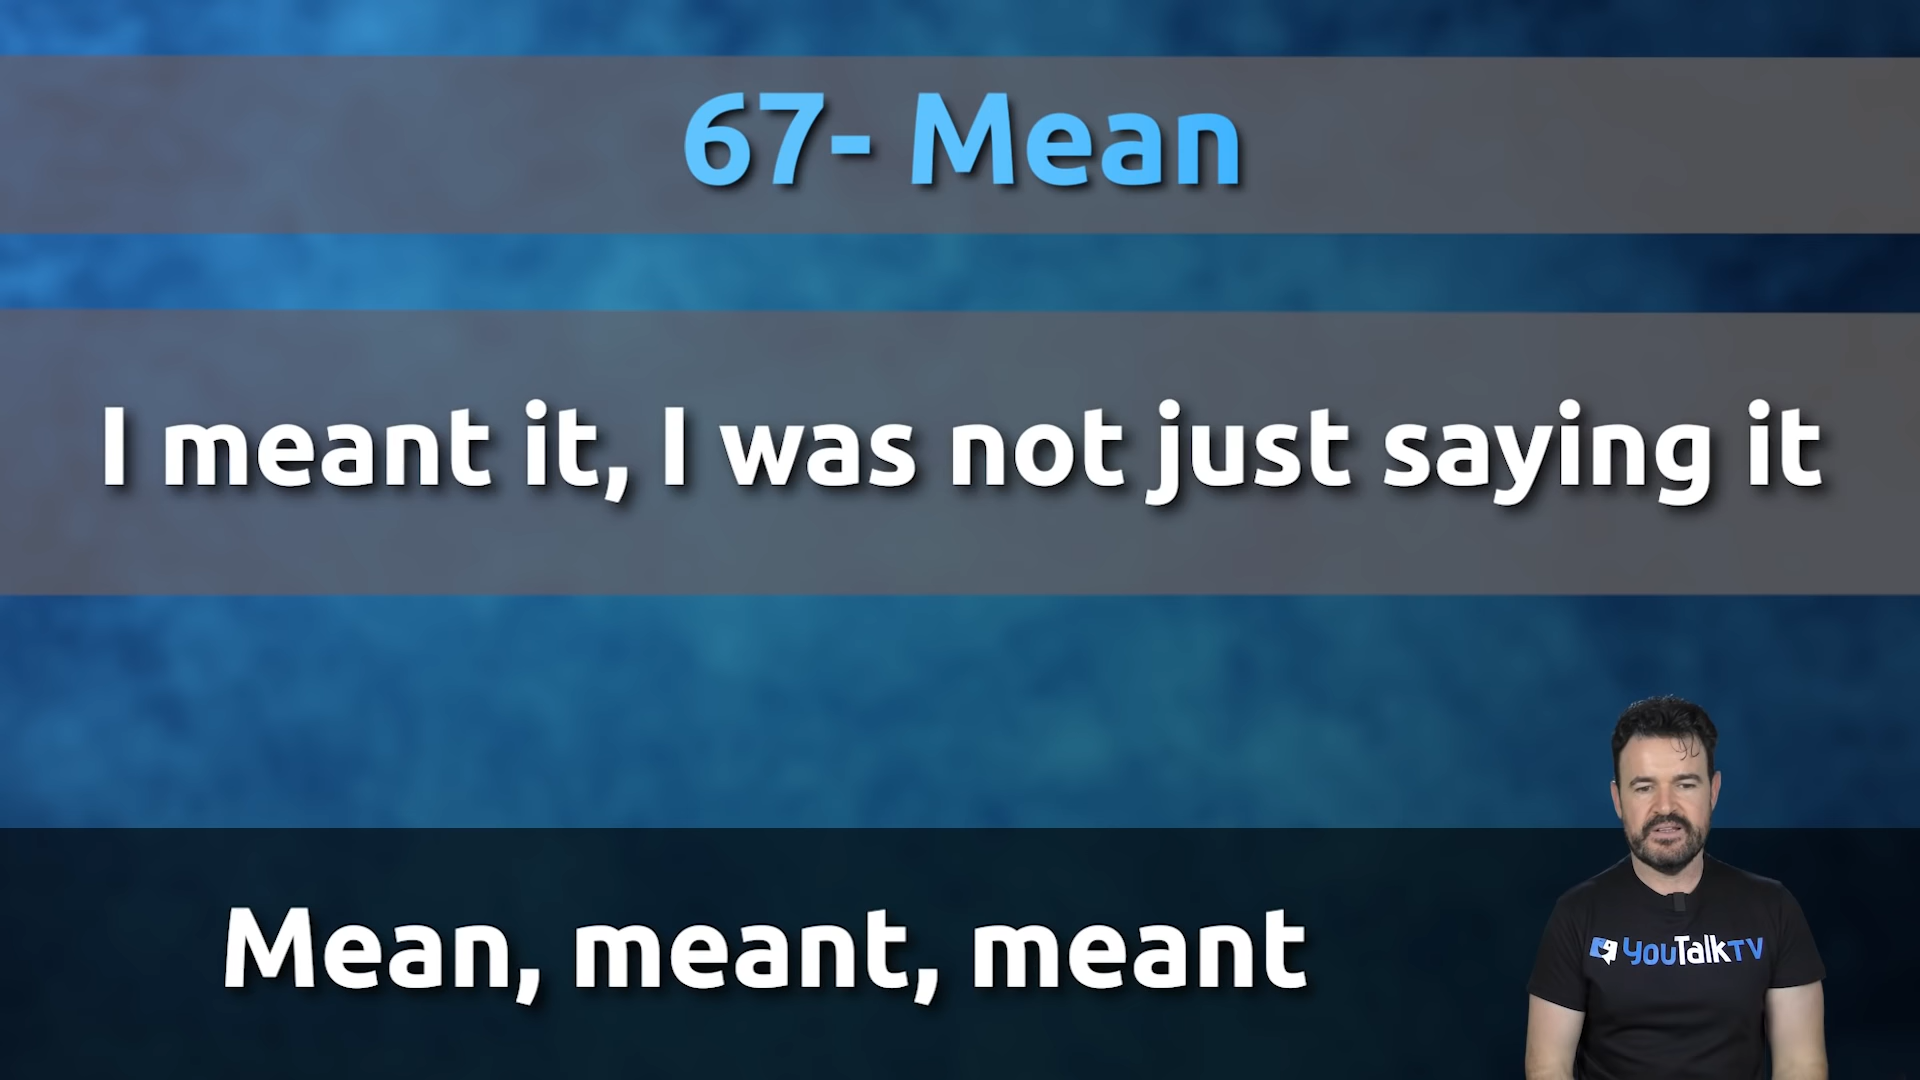 67- Mean
I meant it, I was not just saying it
Mean, meant, meant
YouTalkTV